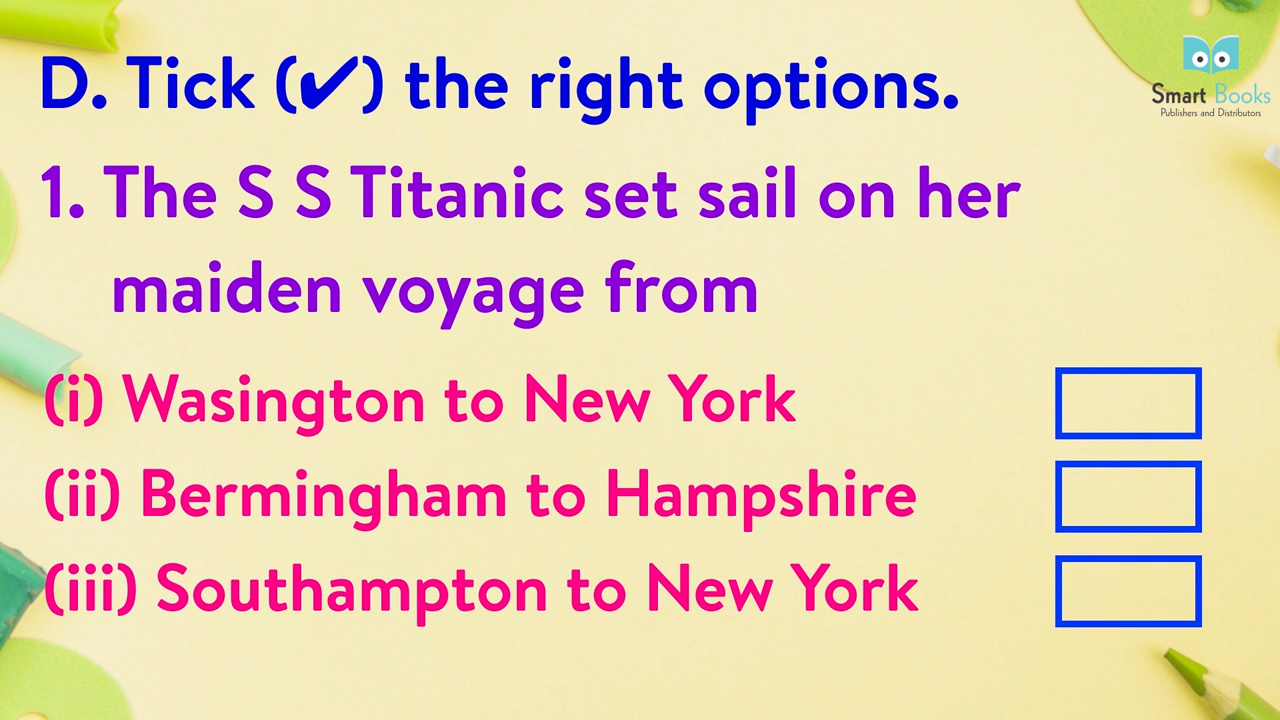 D. Tick (✔) the right options.
Smart Books
Publishers and Distributors
1. The S S Titanic set sail on her
maiden voyage from
(i) Wasington to New York
(ii) Bermingham to Hampshire
(iii) Southampton to New York